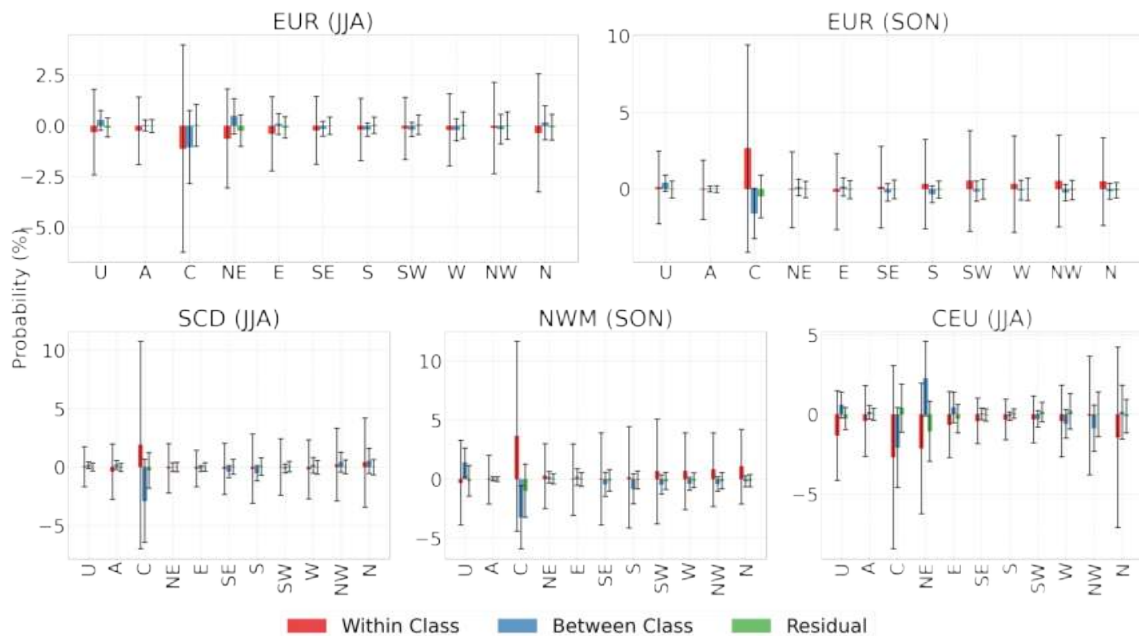 EUR (JJA)
EUR (SON)
2.5
0.0
−2.5
−5.0
10
5
0
U A C NE E SE S SW W NW N
U A C NE E SE S SW W NW N
Probability (%)
SCD (JJA)
NWM (SON)
CEU (JJA)
10
5
0
−5
10
5
0
−5
5
0
−5
U A C NE E SE S SW W NW N
U A C NE E SE S SW W NW N
U A C NE E SE S SW W NW N
Within Class Between Class Residual